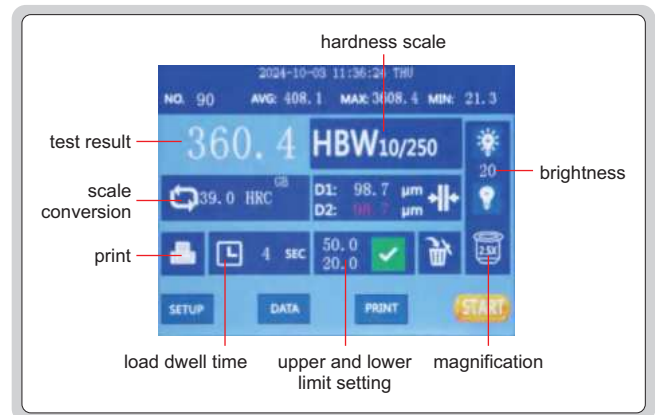 hardness scale
2024-10-03 11:36:26 THU
NO. 90 AVG: 408.1 MAX: 3608.4 MIN: 21.3
test result
360.4 HBW10/250
brightness
20
scale
conversion
39.0 HRC GB
D1: 98.7 μm
D2: 98.7 μm
print
4 SEC
50.0
20.0
2.5X
SETUP DATA PRINT START
load dwell time
upper and lower
limit setting
magnification